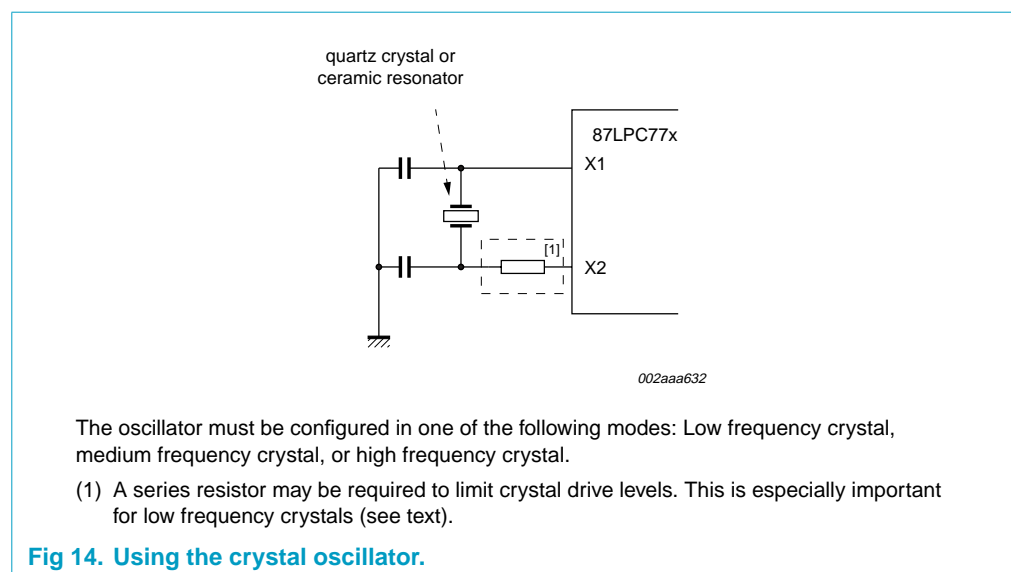 quartz crystal or
ceramic resonator
87LPC77x
X1
[1]
X2
002aaa632
The oscillator must be configured in one of the following modes: Low frequency crystal,
medium frequency crystal, or high frequency crystal.
(1) A series resistor may be required to limit crystal drive levels. This is especially important
for low frequency crystals (see text).
Fig 14. Using the crystal oscillator.